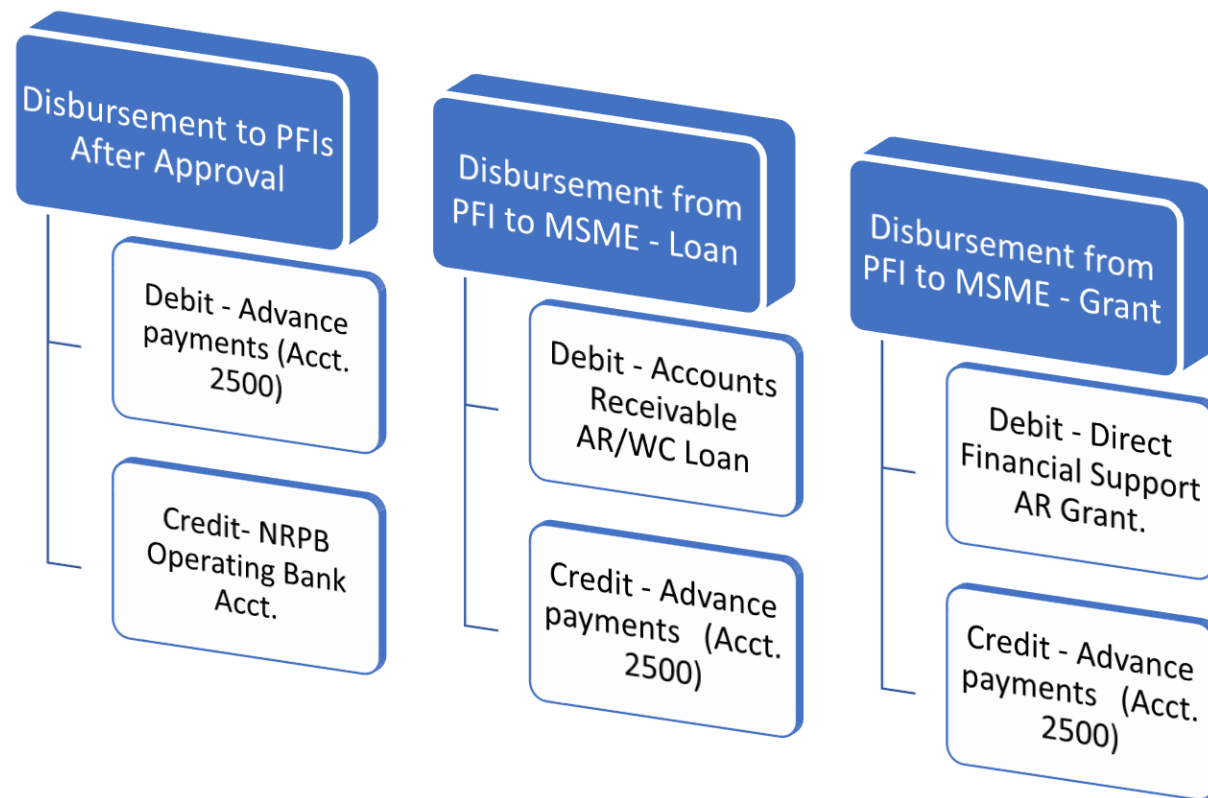 Disbursement to PFIs
After Approval
Debit - Advance
payments (Acct.
2500)
Credit- NRPB
Operating Bank
Acct.
Disbursement from
PFI to MSME - Loan
Debit - Accounts
Receivable
AR/WC Loan
Credit - Advance
payments (Acct.
2500)
Disbursement from
PFI to MSME - Grant
Debit - Direct
Financial Support
AR Grant.
Credit - Advance
payments (Acct.
2500)